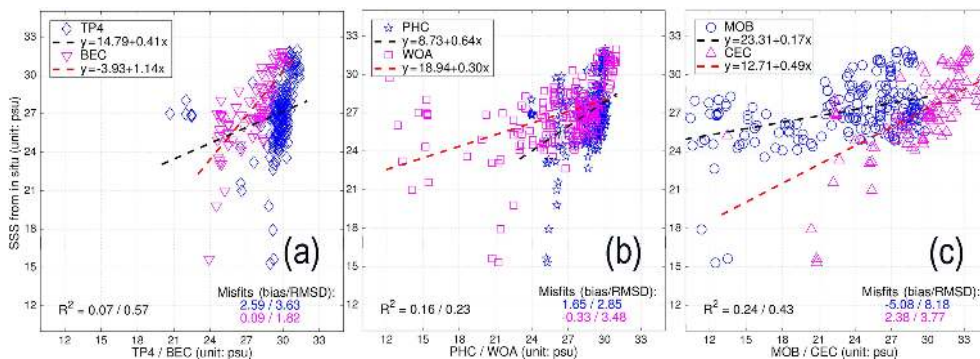 33
30
27
24
21
18
15
12
SSS from in situ (unit: psu)
TP4
y=14.79+0.41x
BEC
y=-3.93+1.14x
(a)
Misfits (bias/RMSD):
2.59 / 3.63
0.09 / 1.82
R² = 0.07 / 0.57
12 15 18 21 24 27 30 33
TP4 / BEC (unit: psu)
33
30
27
24
21
18
15
12
PHC
y=8.73+0.64x
WOA
y=18.94+0.30x
(b)
Misfits (bias/RMSD):
1.65 / 2.85
-0.33 / 3.48
R² = 0.16 / 0.23
12 15 18 21 24 27 30 33
PHC / WOA (unit: psu)
33
30
27
24
21
18
15
12
MOB
y=23.31+0.17x
CEC
y=12.71+0.49x
(c)
Misfits (bias/RMSD):
-5.08 / 8.18
2.38 / 3.77
R² = 0.24 / 0.43
12 15 18 21 24 27 30 33
MOB / CEC (unit: psu)